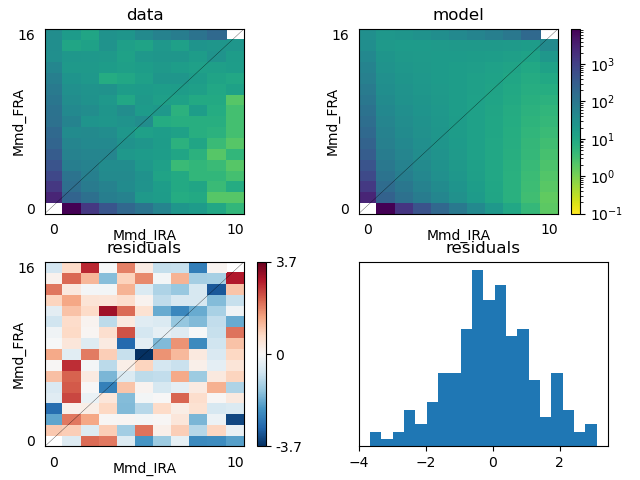 data
16
Mmd_FRA
0
0
Mmd_IRA
10
model
16
Mmd_FRA
0
0
Mmd_IRA
10
10³
10²
10¹
10⁰
10⁻¹
residuals
16
Mmd_FRA
0
0
Mmd_IRA
10
3.7
0
-3.7
residuals
−4
−2
0
2